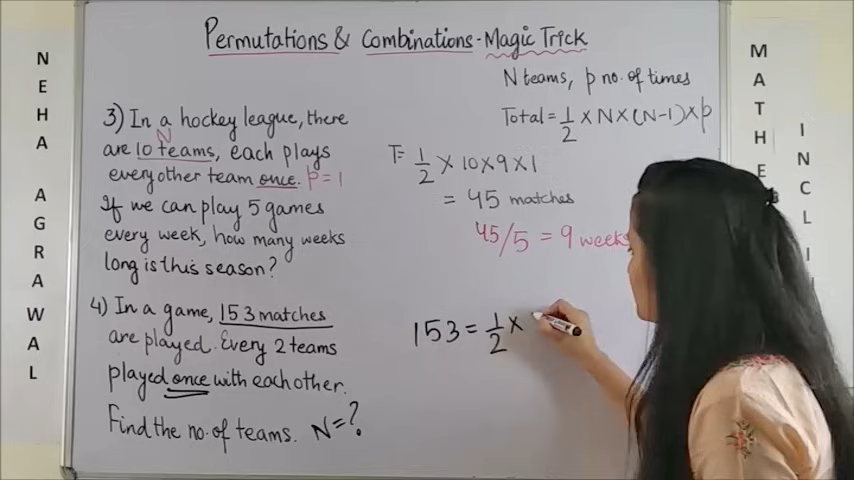 Permutations & Combinations - Magic Trick
N teams, p no. of times
Total = 1/2 × N × (N-1) × p
3) In a hockey league, there
N
are 10 teams, each plays
every other team once. p = 1
If we can play 5 games
every week, how many weeks
long is this season?
T = 1/2 × 10 × 9 × 1
= 45 matches
45/5 = 9 weeks
4) In a game, 153 matches
are played. Every 2 teams
played once with each other.
Find the no. of teams. N = ?
153 = 1/2 ×
NEHA AGRAWAL